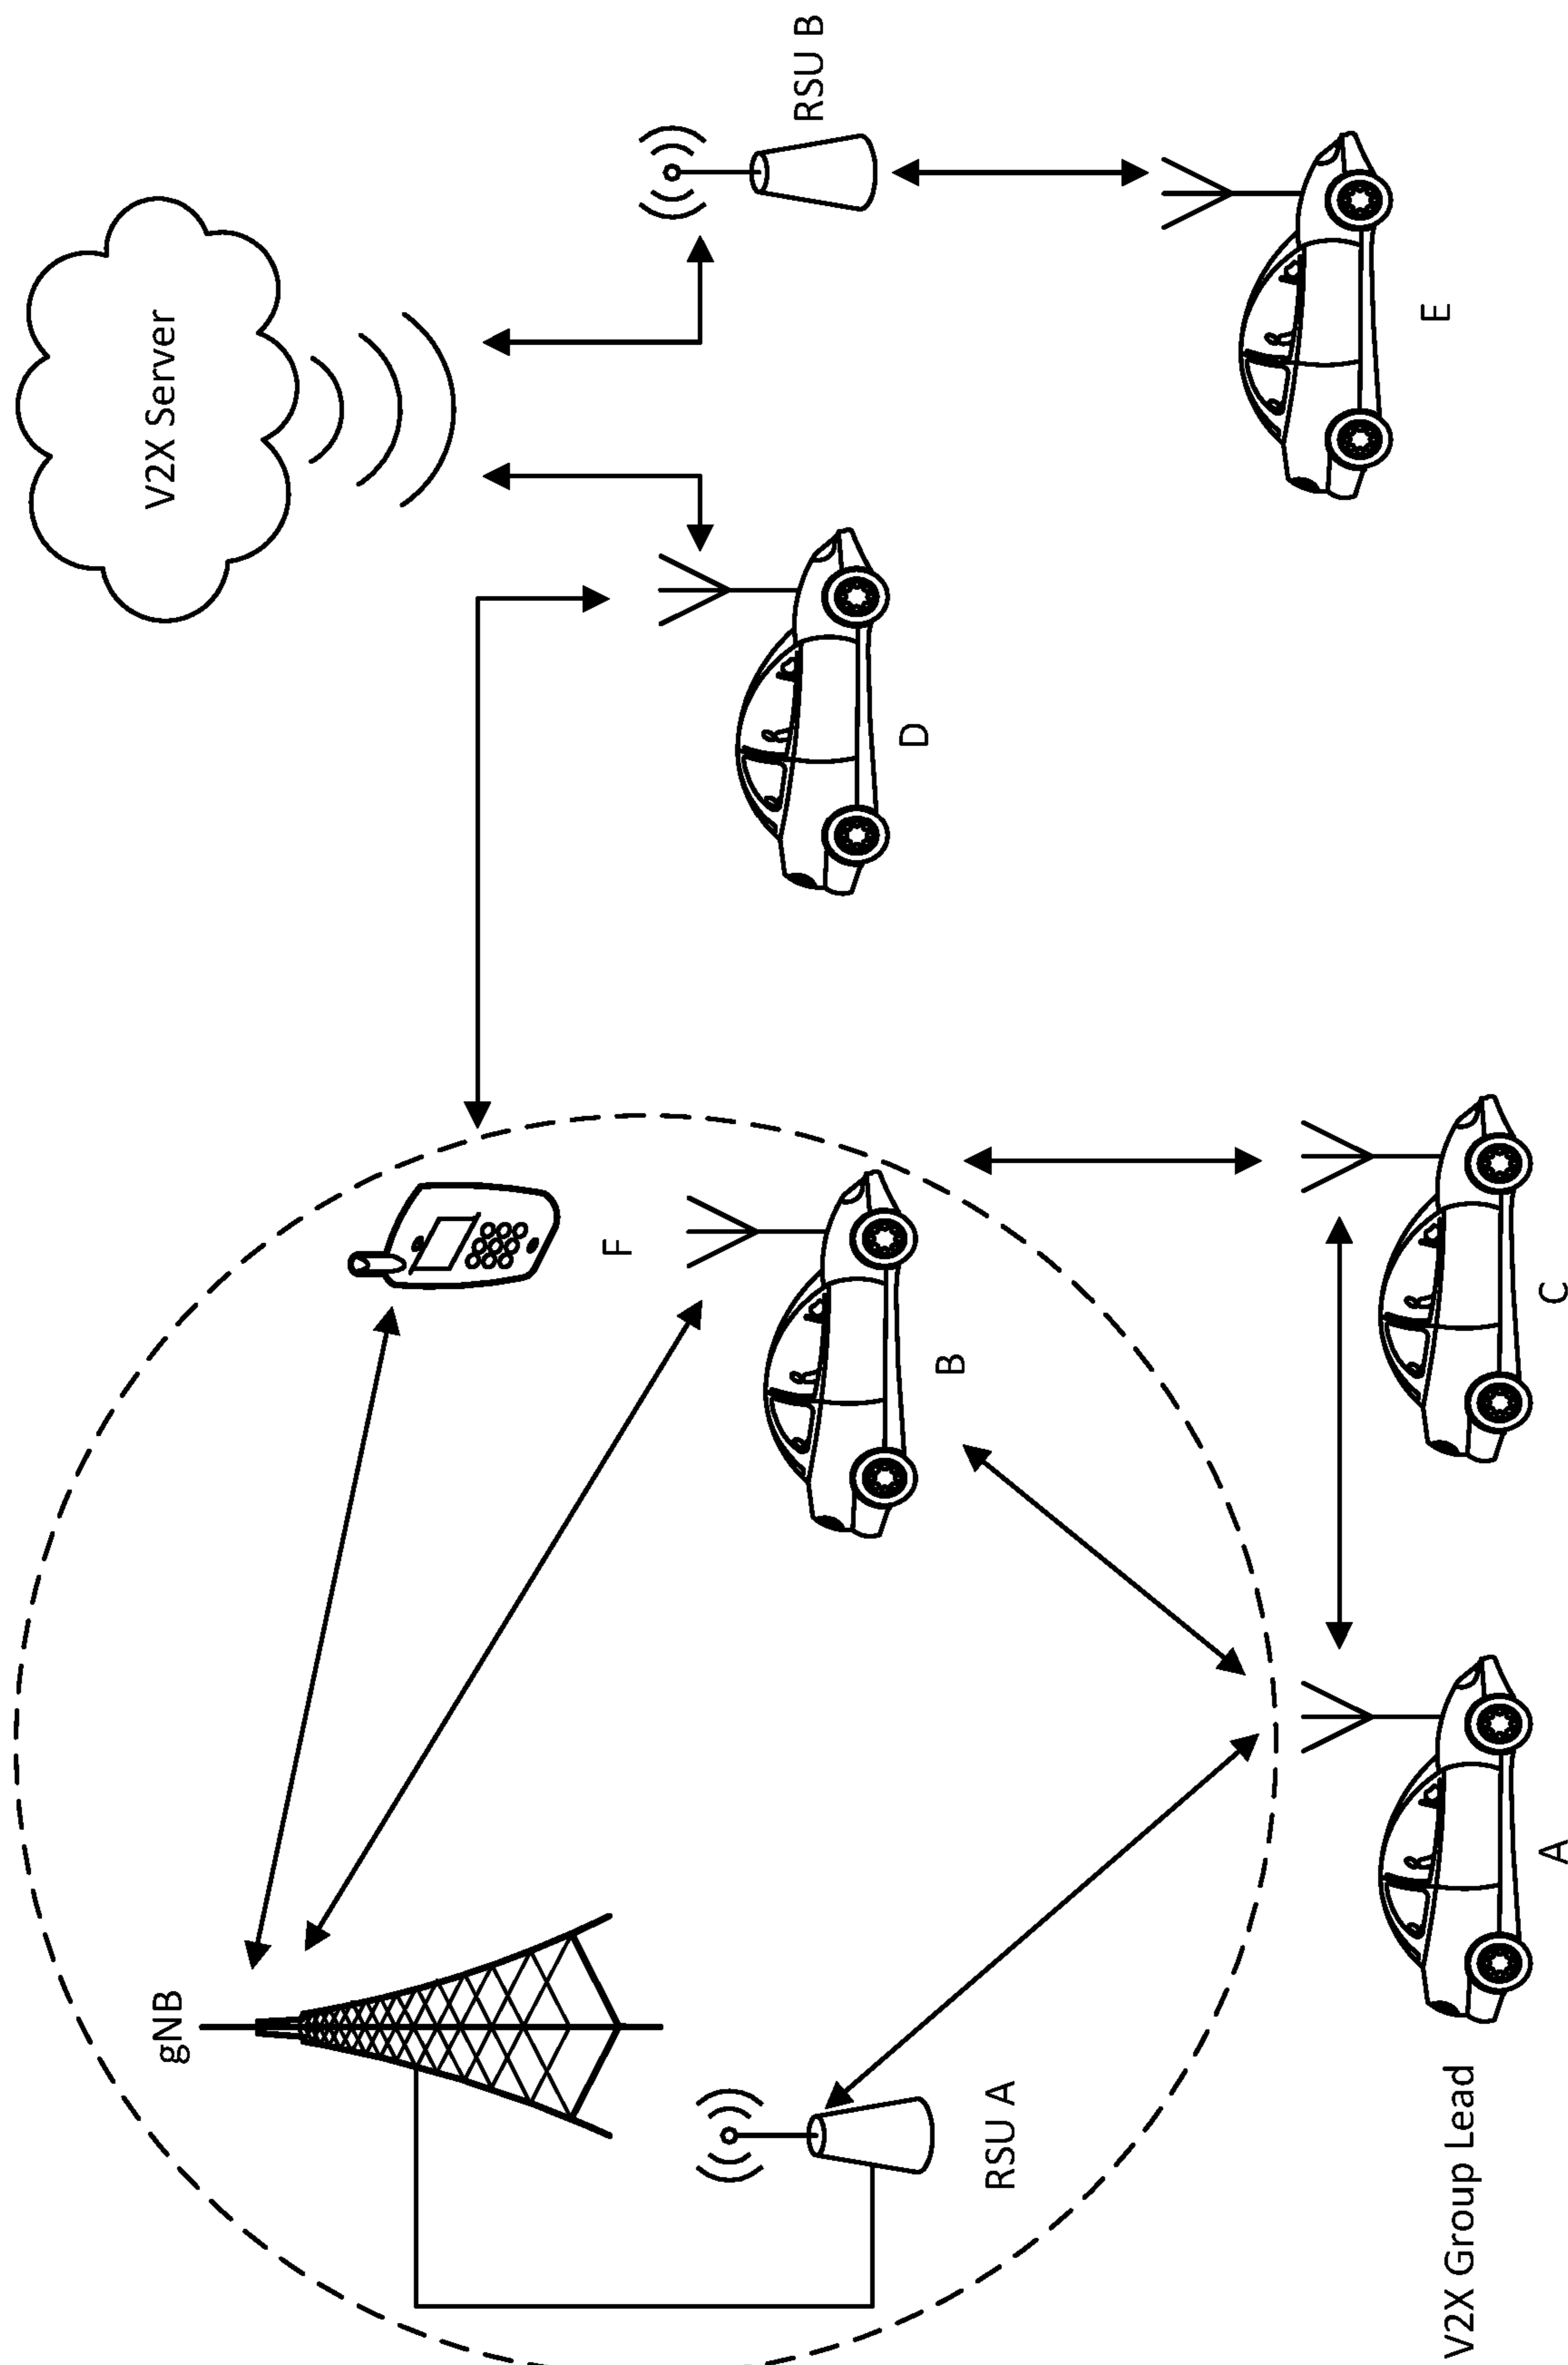 V2X Server
gNB
RSU B
F
D
B
RSU A
E
V2X Group Lead
A
C